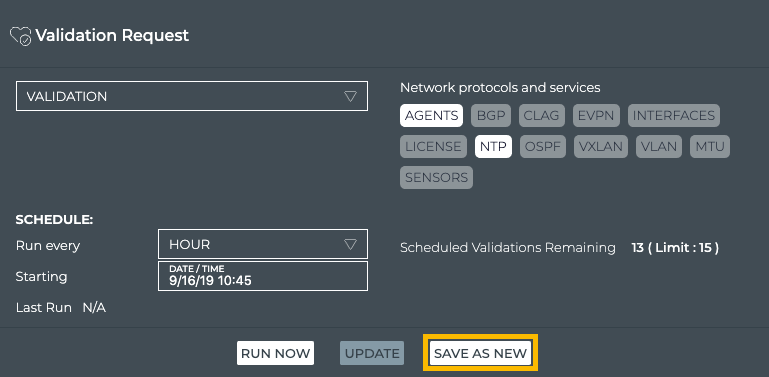 Validation Request
VALIDATION
Network protocols and services
AGENTS BGP CLAG EVPN INTERFACES
LICENSE NTP OSPF VXLAN VLAN MTU
SENSORS
SCHEDULE:
Run every HOUR
Scheduled Validations Remaining 13 ( Limit : 15 )
Starting DATE / TIME
9/16/19 10:45
Last Run N/A
RUN NOW UPDATE SAVE AS NEW